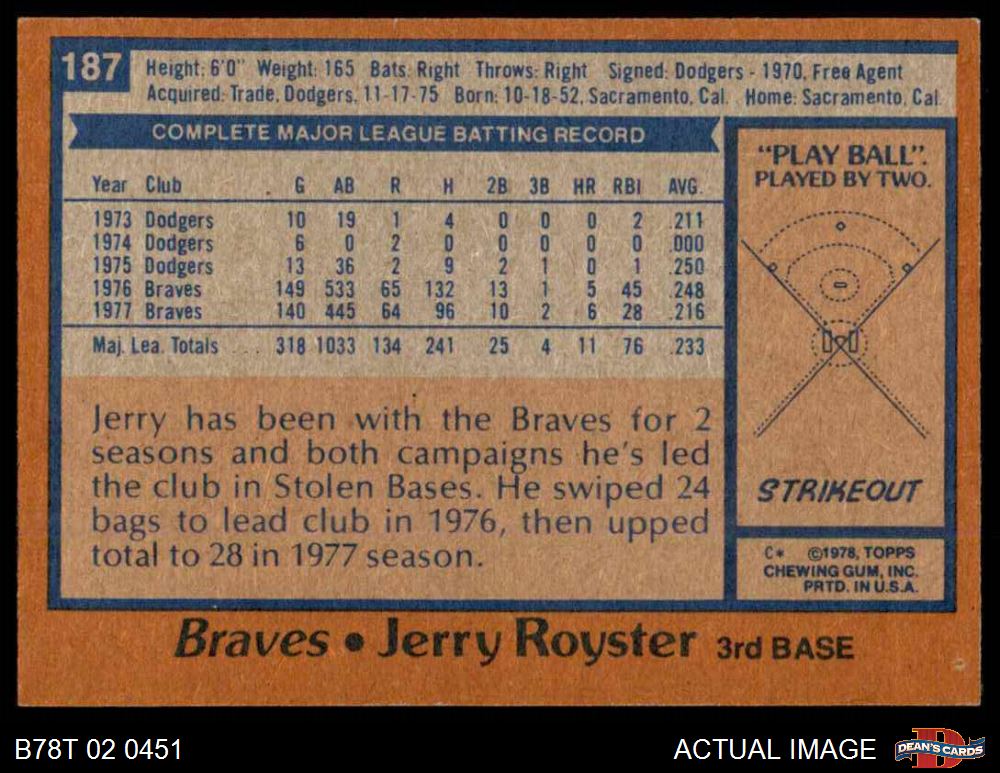 187
Height: 6'0" Weight: 165 Bats: Right Throws: Right Signed: Dodgers - 1970, Free Agent
Acquired: Trade, Dodgers, 11-17-75 Born: 10-18-52, Sacramento, Cal. Home: Sacramento, Cal.
COMPLETE MAJOR LEAGUE BATTING RECORD
Year Club G AB R H 2B 3B HR RBI AVG.
1973 Dodgers 10 19 1 4 0 0 0 2 .211
1974 Dodgers 6 0 2 0 0 0 0 0 .000
1975 Dodgers 13 36 2 9 2 1 0 1 .250
1976 Braves 149 533 65 132 13 1 5 45 .248
1977 Braves 140 445 64 96 10 2 6 28 .216
Maj. Lea. Totals ... 318 1033 134 241 25 4 11 76 .233
Jerry has been with the Braves for 2
seasons and both campaigns he's led
the club in Stolen Bases. He swiped 24
bags to lead club in 1976, then upped
total to 28 in 1977 season.
"PLAY BALL".
PLAYED BY TWO.
STRIKEOUT
C* ©1978, TOPPS
CHEWING GUM, INC.
PRTD. IN U.S.A.
Braves • Jerry Royster 3rd BASE
B78T 02 0451
ACTUAL IMAGE
D
DEAN'S CARDS